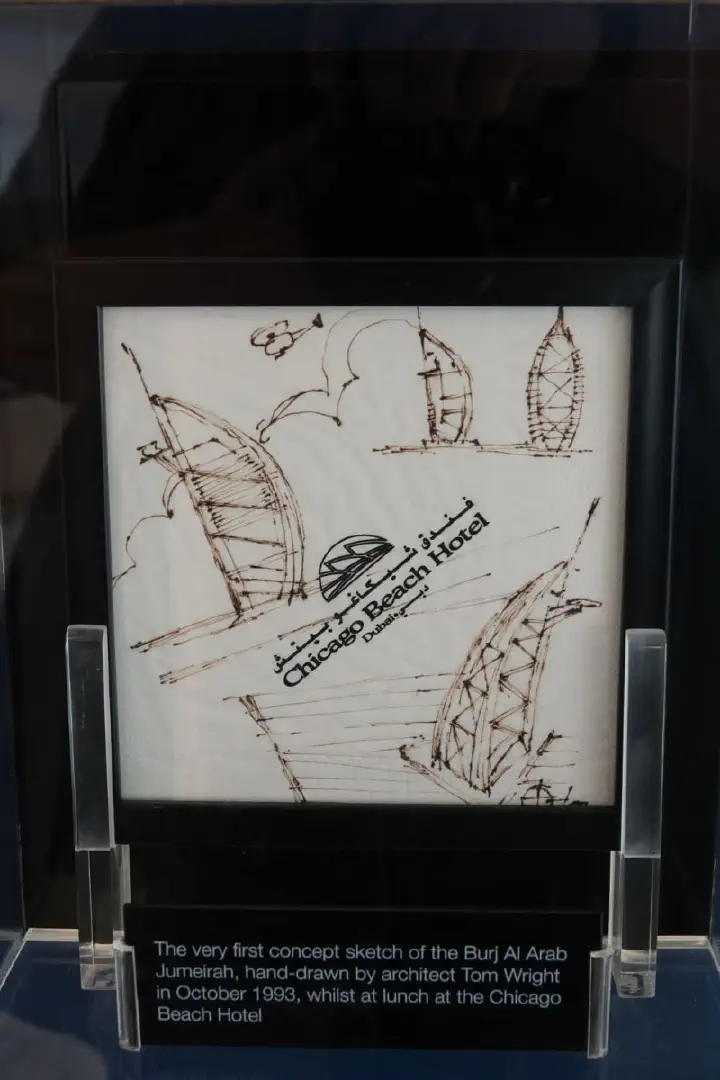 فندق شيكاغو بيتش
Chicago Beach Hotel
Dubai دبي
The very first concept sketch of the Burj Al Arab
Jumeirah, hand-drawn by architect Tom Wright
in October 1993, whilst at lunch at the Chicago
Beach Hotel